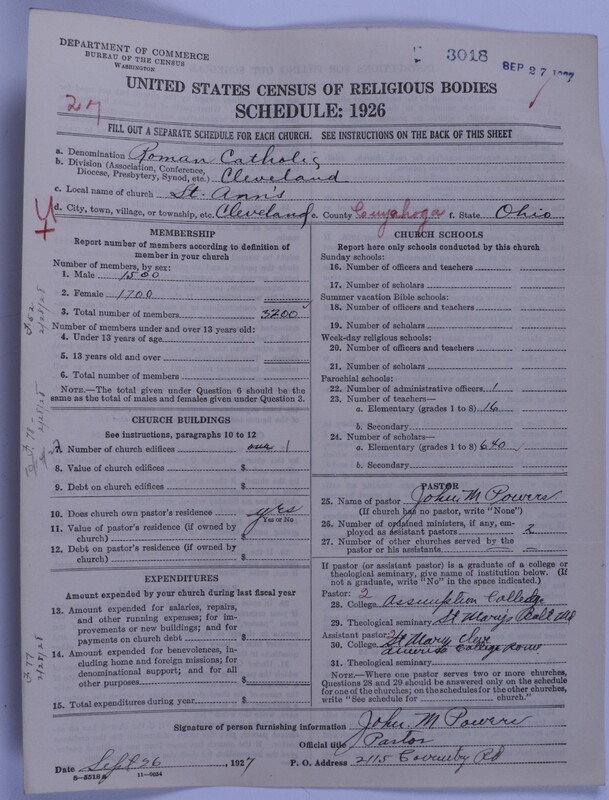 DEPARTMENT OF COMMERCE
BUREAU OF THE CENSUS
WASHINGTON
3018
SEP 27
UNITED STATES CENSUS OF RELIGIOUS BODIES
SCHEDULE: 1926
27
FILL OUT A SEPARATE SCHEDULE FOR EACH CHURCH. SEE INSTRUCTIONS ON THE BACK OF THIS SHEET
a. Denomination Roman Catholic
b. Division (Association, Conference, Diocese, Presbytery, Synod, etc.) Cleveland
c. Local name of church St. Ann's
d. City, town, village, or township, etc. Cleveland e. County Cuyahoga f. State Ohio
MEMBERSHIP
Report number of members according to definition of
member in your church
Number of members, by sex:
1. Male 1500
2. Female 1700
3. Total number of members 3200
Number of members under and over 13 years old:
4. Under 13 years of age
5. 13 years old and over
6. Total number of members
NOTE.—The total given under Question 6 should be
the same as the total of males and females given under Question 3.
CHURCH BUILDINGS
See instructions, paragraphs 10 to 12
7. Number of church edifices one 1
8. Value of church edifices $
9. Debt on church edifices $
10. Does church own pastor's residence? yes
Yes or No
11. Value of pastor's residence (if owned by
church) $
12. Debt on pastor's residence (if owned by
church) $
EXPENDITURES
Amount expended by your church during last fiscal year
13. Amount expended for salaries, repairs,
and other running expenses; for im-
provements or new buildings; and for
payments on church debt $
14. Amount expended for benevolences, in-
cluding home and foreign missions; for
denominational support; and for all
other purposes $
15. Total expenditures during year $
CHURCH SCHOOLS
Report here only schools conducted by this church
Sunday schools:
16. Number of officers and teachers
17. Number of scholars
Summer vacation Bible schools:
18. Number of officers and teachers
19. Number of scholars
Week-day religious schools:
20. Number of officers and teachers
21. Number of scholars
Parochial schools:
22. Number of administrative officers 1
23. Number of teachers—
a. Elementary (grades 1 to 8) 16
b. Secondary
24. Number of scholars—
a. Elementary (grades 1 to 8) 640
b. Secondary
PASTOR
25. Name of pastor John M Powers
(If church has no pastor, write "None")
26. Number of ordained ministers, if any, em-
ployed as assistant pastors 2
27. Number of other churches served by the
pastor or his assistants
If pastor (or assistant pastor) is a graduate of a college or
theological seminary, give name of institution below. (If
not a graduate, write "No" in the space indicated.)
Pastor: 2
28. College Assumption College
29. Theological seminary St Mary's Balt Md
Assistant pastor:
30. College St Mary
College Rome
31. Theological seminary
NOTE.—Where one pastor serves two or more churches,
Questions 28 and 29 should be answered only on the schedule
for one of the churches; on the schedules for the other churches,
write "See schedule for church."
Signature of person furnishing information John M Powers
Official title Pastor
Date Sept 26, 1927 P. O. Address 2115 Coventry Rd
8—5518a 11—9054